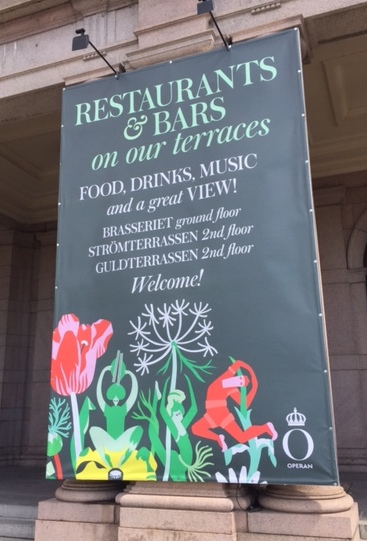 RESTAURANTS
& BARS
on our terraces
FOOD, DRINKS, MUSIC
and a great VIEW!
BRASSERIET ground floor
STRÖMTERRASSEN 2nd floor
GULDTERRASSEN 2nd floor
Welcome!
O
OPERAN